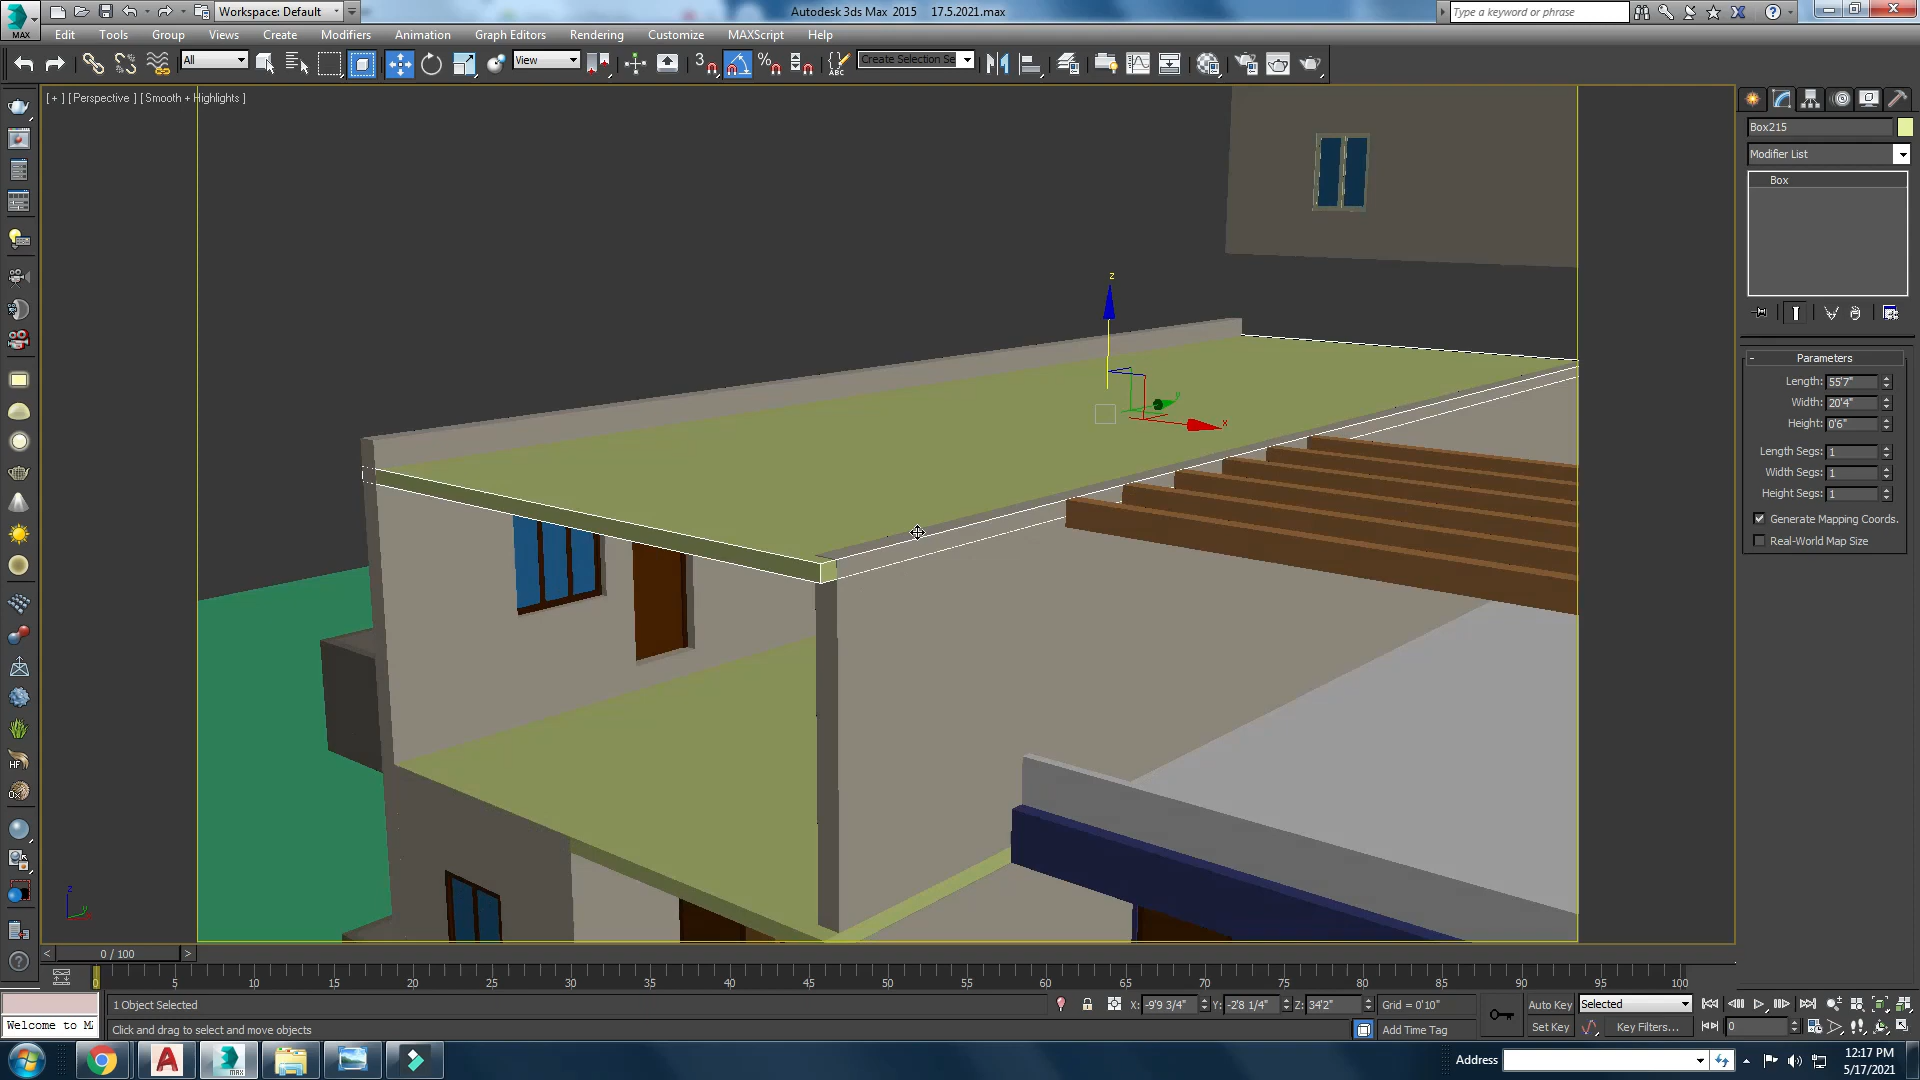 Workspace: Default
Autodesk 3ds Max 2015 17.5.2021.max
Type a keyword or phrase
MAX
Edit Tools Group Views Create Modifiers Animation Graph Editors Rendering Customize MAXScript Help
All
View
3
ABC
Create Selection Se
[ + ] [ Perspective ] [ Smooth + Highlights ]
Box215
Modifier List
Box
Parameters
Length: 55'7"
Width: 20'4"
Height: 0'6"
Length Segs: 1
Width Segs: 1
Height Segs: 1
Generate Mapping Coords.
Real-World Map Size
z
y
x
HF
z
< 0 / 100 >
0 5 10 15 20 25 30 35 40 45 50 55 60 65 70 75 80 85 90 95 100
1 Object Selected
X: -9'9 3/4" Y: -2'8 1/4" Z: 34'2" Grid = 0'10"
Auto Key Selected
Welcome to M
Click and drag to select and move objects
Add Time Tag
Set Key Key Filters...
0
MAX
Address
12:17 PM
5/17/2021